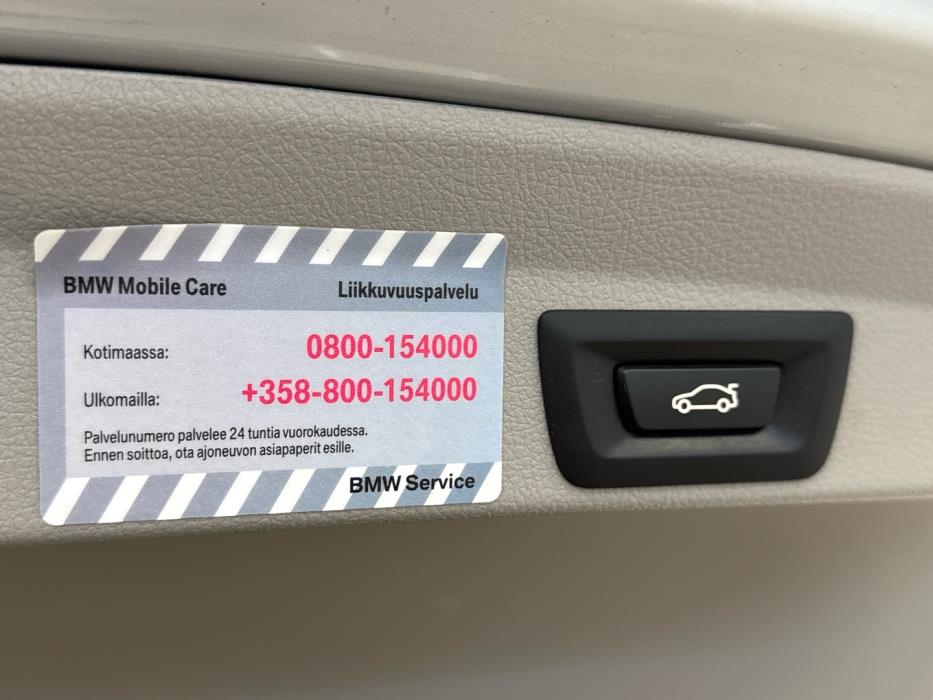 BMW Mobile Care Liikkuvuuspalvelu
Kotimaassa: 0800-154000
Ulkomailla: +358-800-154000
Palvelunumero palvelee 24 tuntia vuorokaudessa.
Ennen soittoa, ota ajoneuvon asiapaperit esille.
BMW Service